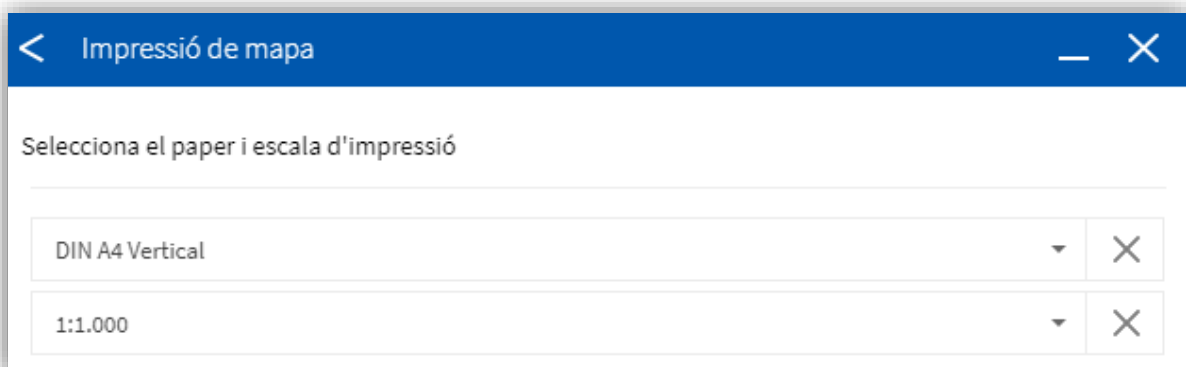 Impressió de mapa
Selecciona el paper i escala d'impressió
DIN A4 Vertical
1:1.000